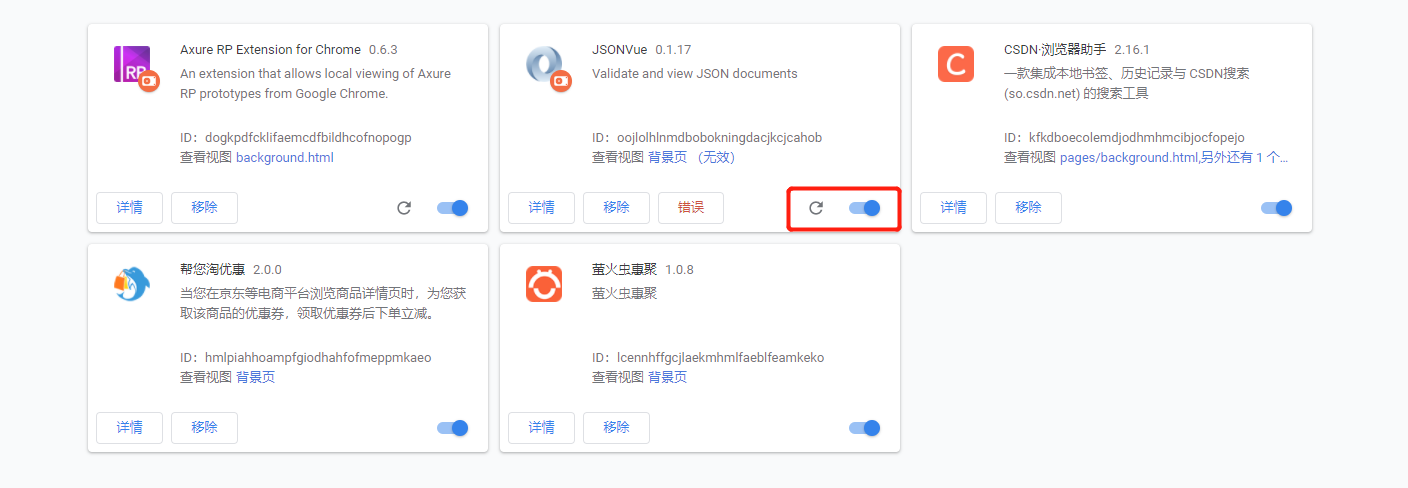 Axure RP Extension for Chrome 0.6.3
An extension that allows local viewing of Axure
RP prototypes from Google Chrome.
ID：dogkpdfcklifaemcdfbildhcofnopogp
查看视图 background.html
详情 移除
JSONVue 0.1.17
Validate and view JSON documents
ID：oojlolhlnmdbobokningdacjkcjcahob
查看视图 背景页 （无效）
详情 移除 错误
CSDN·浏览器助手 2.16.1
一款集成本地书签、历史记录与 CSDN搜索
(so.csdn.net) 的搜索工具
ID：kfkdboecolemdjodhmhmcibjocfopejo
查看视图 pages/background.html,另外还有 1 个…
详情 移除
帮您淘优惠 2.0.0
当您在京东等电商平台浏览商品详情页时，为您获
取该商品的优惠券，领取优惠券后下单立减。
ID：hmlpiahhoampfgiodhahfofmeppmkaeo
查看视图 背景页
详情 移除
萤火虫惠聚 1.0.8
萤火虫惠聚
ID：lcennhffgcjlaekmhmlfaeblfeamkeko
查看视图 背景页
详情 移除